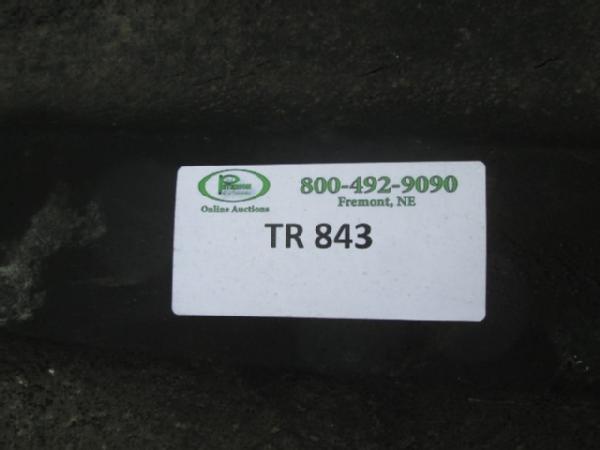 800-492-9090
Fremont, NE
Online Auctions
TR 843